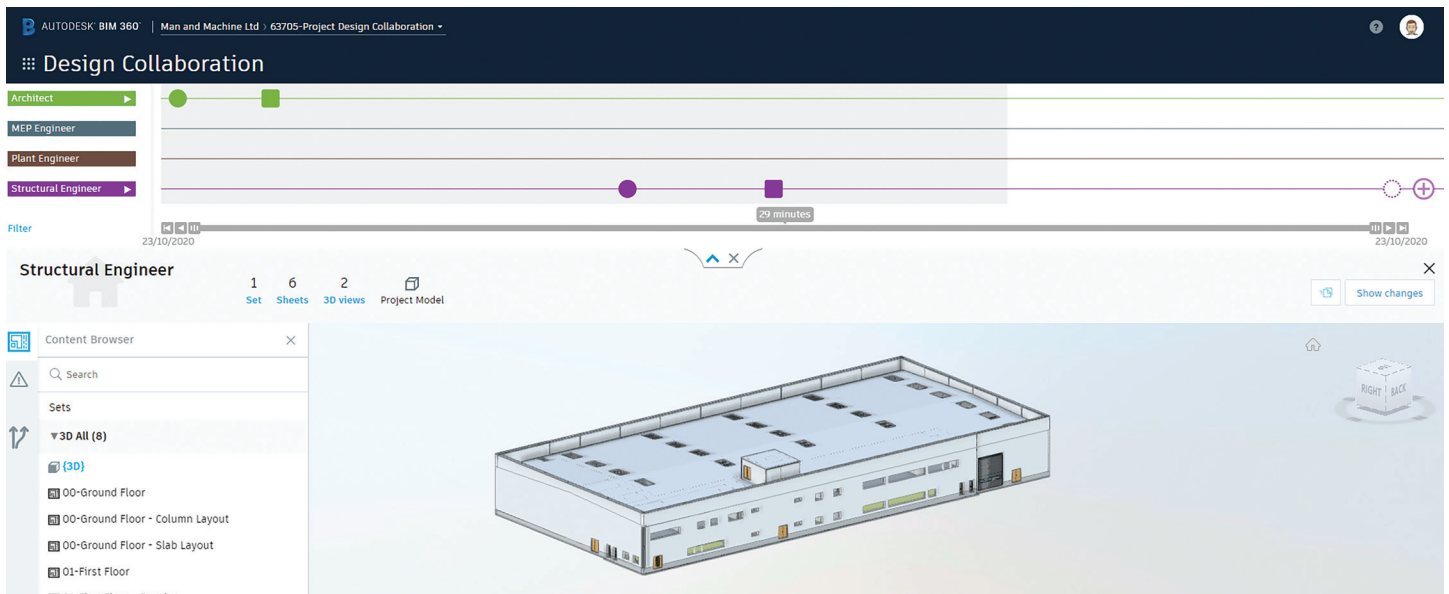 AUTODESK® BIM 360® | Man and Machine Ltd > 63705-Project Design Collaboration
Design Collaboration
Architect
MEP Engineer
Plant Engineer
Structural Engineer
29 minutes
Filter
23/10/2020 23/10/2020
Structural Engineer
1 6 2
Set Sheets 3D views Project Model
Show changes
Content Browser
Search
Sets
3D All (8)
{3D}
00-Ground Floor
00-Ground Floor - Column Layout
00-Ground Floor - Slab Layout
01-First Floor
RIGHT BACK